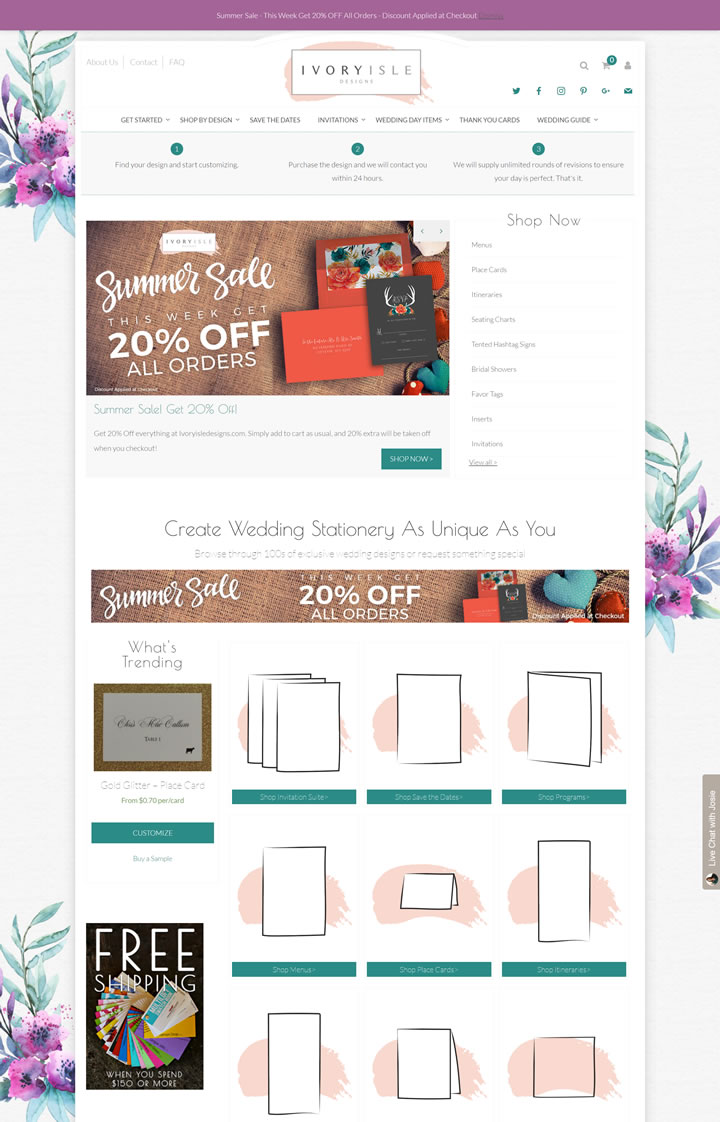 Summer Sale - This Week Get 20% OFF All Orders - Discount Applied at Checkout Dismiss
About Us
Contact
FAQ
IVORYISLE
DESIGNS
0
GET STARTED
SHOP BY DESIGN
SAVE THE DATES
INVITATIONS
WEDDING DAY ITEMS
THANK YOU CARDS
WEDDING GUIDE
1
Find your design and start customizing.
2
Purchase the design and we will contact you
within 24 hours.
3
We will supply unlimited rounds of revisions to ensure
your day is perfect. That's it.
IVORYISLE
Summer Sale
THIS WEEK GET
20% OFF
ALL ORDERS
Discount Applied at Checkout
Summer Sale! Get 20% Off!
Get 20% Off everything at Ivoryisledesigns.com. Simply add to cart as usual, and 20% extra will be taken off
when you checkout!
SHOP NOW >
Shop Now
Menus
Place Cards
Itineraries
Seating Charts
Tented Hashtag Signs
Bridal Showers
Favor Tags
Inserts
Invitations
View all >
Create Wedding Stationery As Unique As You
Browse through 100s of exclusive wedding designs or request something special
Summer Sale
THIS WEEK GET
20% OFF
ALL ORDERS
Discount Applied at Checkout
What's
Trending
TABLE 1
Gold Glitter – Place Card
From $0.70 per/card
CUSTOMIZE
Buy a Sample
FREE
SHIPPING
WHEN YOU SPEND
$150 OR MORE
Shop Invitation Suite>
Shop Save the Dates>
Shop Programs>
Shop Menus>
Shop Place Cards>
Shop Itineraries>
Live Chat with Josie